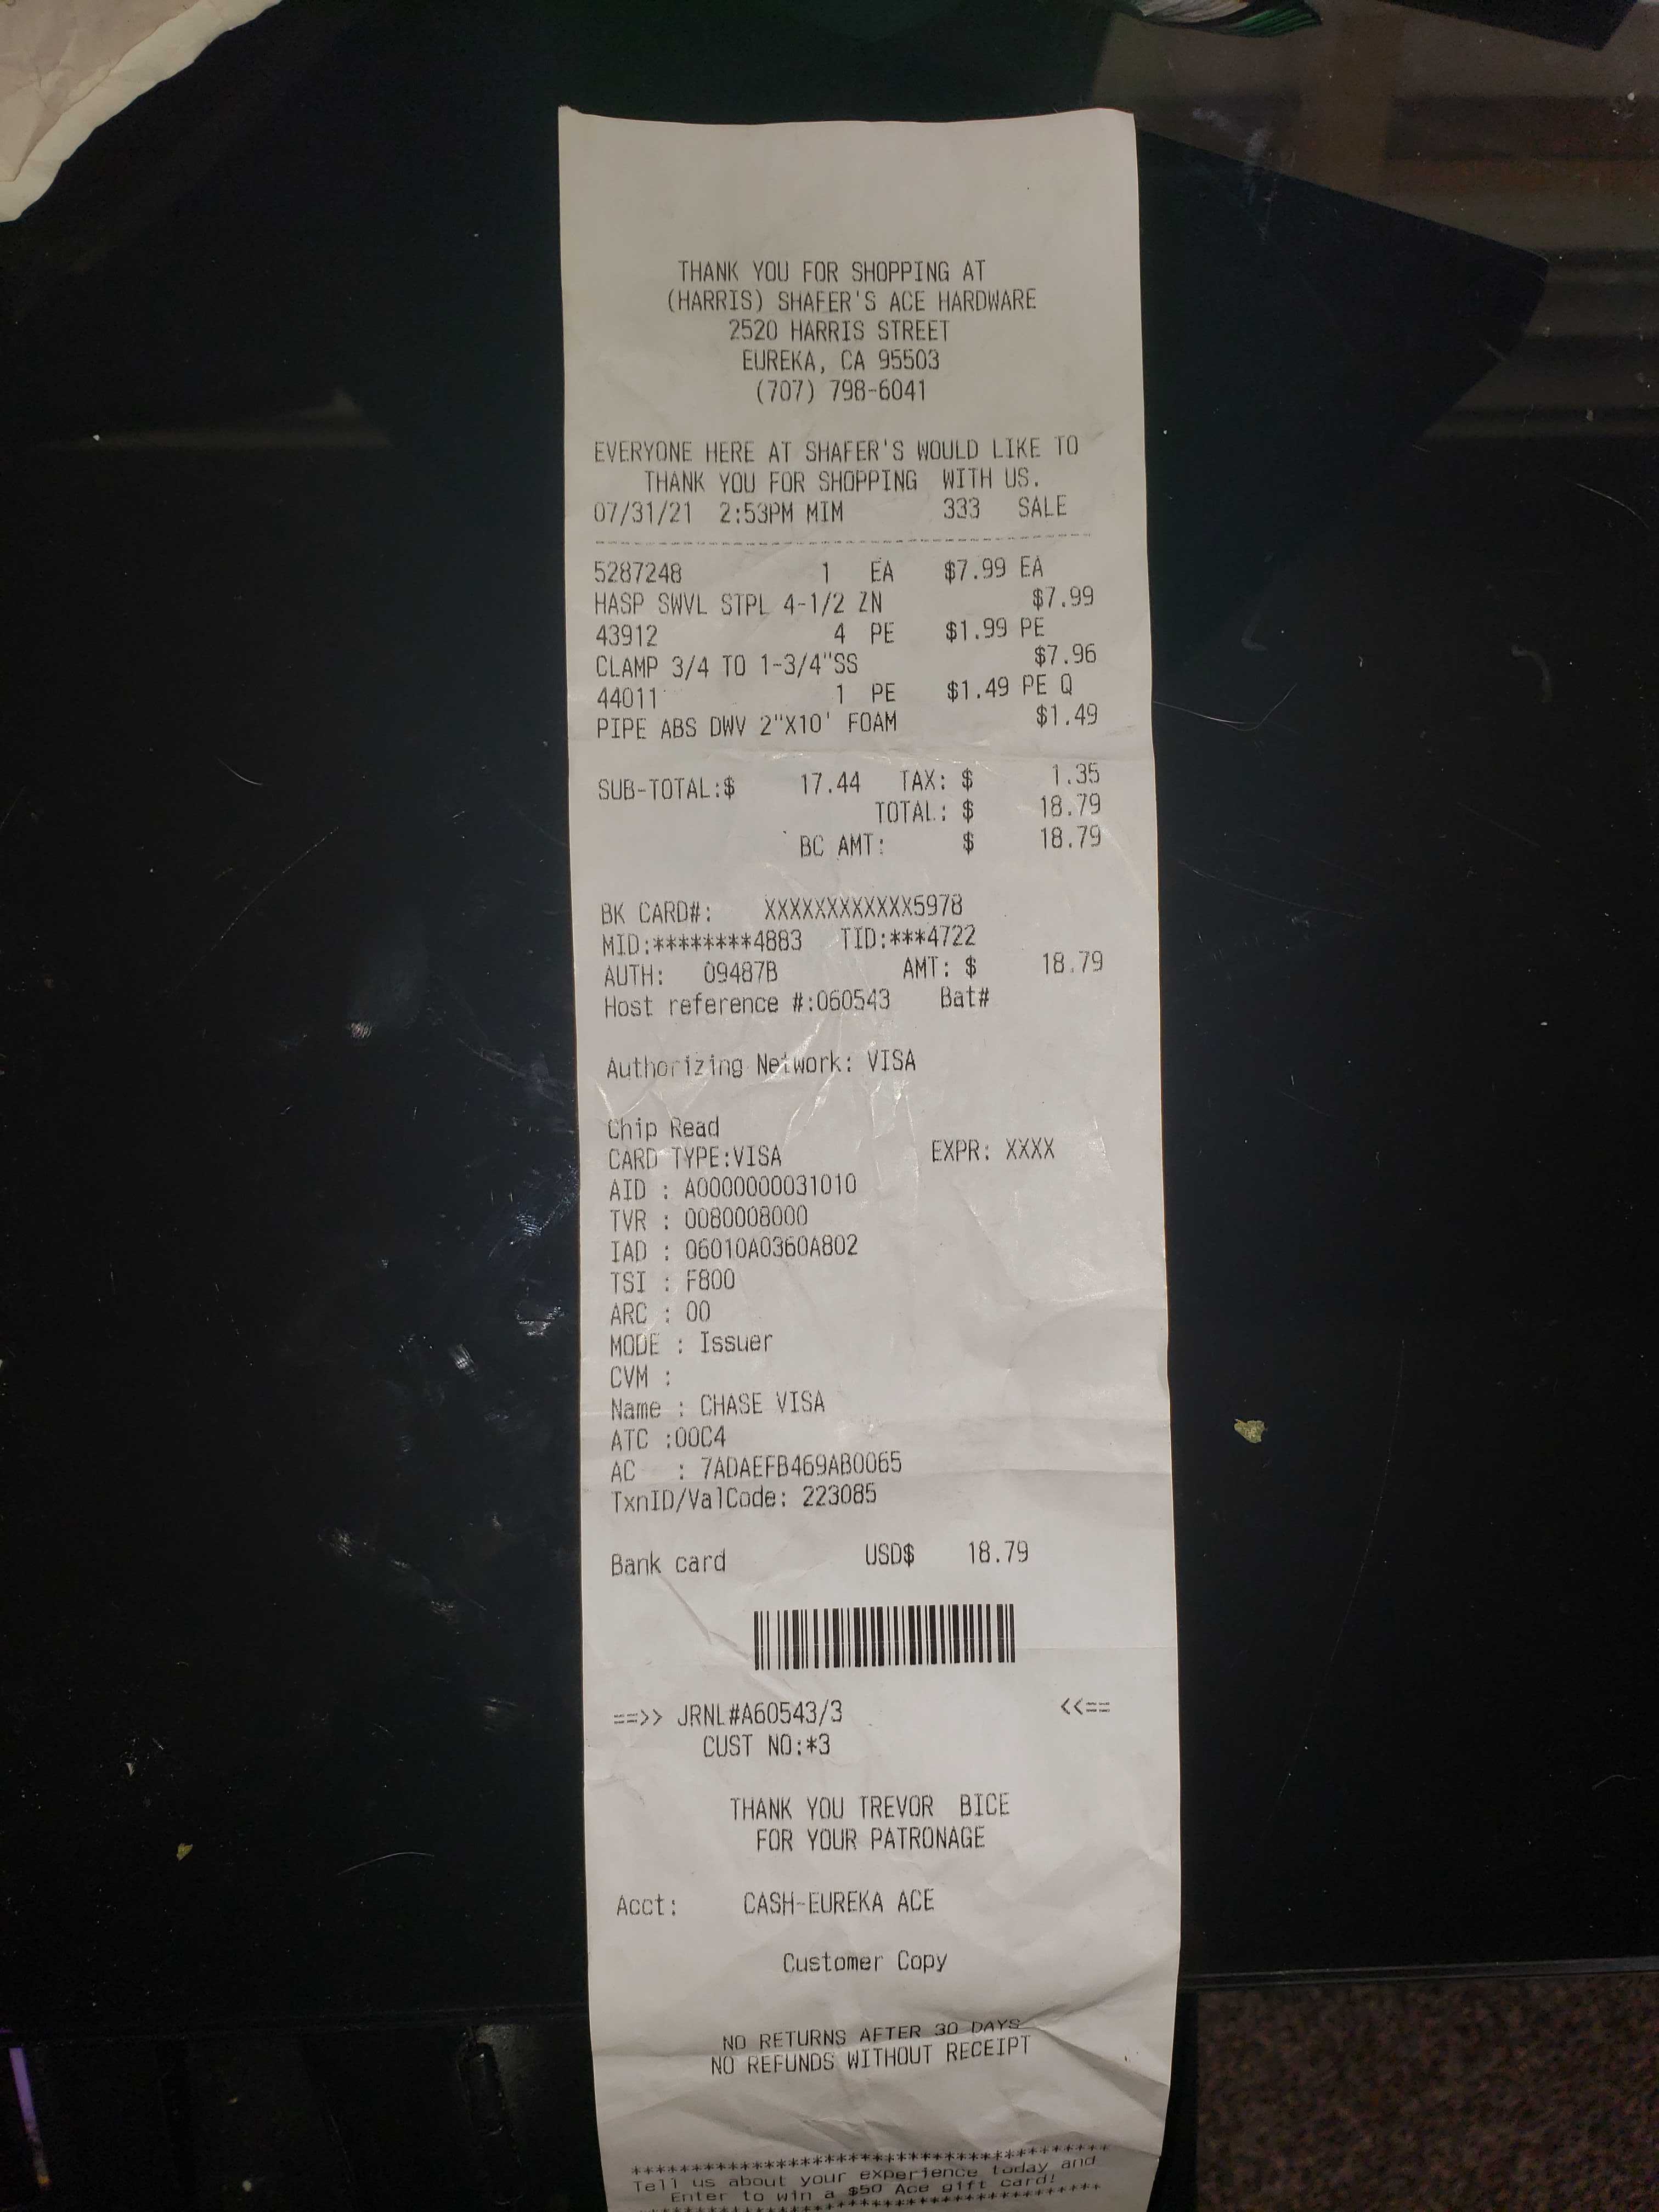 THANK YOU FOR SHOPPING AT
(HARRIS) SHAFER'S ACE HARDWARE
2520 HARRIS STREET
EUREKA, CA 95503
(707) 798-6041
EVERYONE HERE AT SHAFER'S WOULD LIKE TO
THANK YOU FOR SHOPPING WITH US.
07/31/21 2:53PM MIM 333 SALE
5287248 1 EA $7.99 EA
HASP SWVL STPL 4-1/2 ZN $7.99
43912 4 PE $1.99 PE
CLAMP 3/4 TO 1-3/4"SS $7.96
44011 1 PE $1.49 PE Q
PIPE ABS DWV 2"X10' FOAM $1.49
SUB-TOTAL:$ 17.44 TAX: $ 1.35
TOTAL: $ 18.79
BC AMT: $ 18.79
BK CARD#: XXXXXXXXXXXX5978
MID:********4883 TID:***4722
AUTH: 09487B AMT: $ 18.79
Host reference #:060543 Bat#
Authorizing Network: VISA
Chip Read
CARD TYPE:VISA EXPR: XXXX
AID : A0000000031010
TVR : 0080008000
IAD : 06010A0360A802
TSI : F800
ARC : 00
MODE : Issuer
CVM :
Name : CHASE VISA
ATC :00C4
AC : 7ADAEFB469AB0065
TxnID/ValCode: 223085
Bank card USD$ 18.79
==>> JRNL#A60543/3 <<==
CUST NO:*3
THANK YOU TREVOR BICE
FOR YOUR PATRONAGE
Acct: CASH-EUREKA ACE
Customer Copy
NO RETURNS AFTER 30 DAYS
NO REFUNDS WITHOUT RECEIPT
***************************************
Tell us about your experience today and
Enter to win a $50 Ace gift card!
***************************************